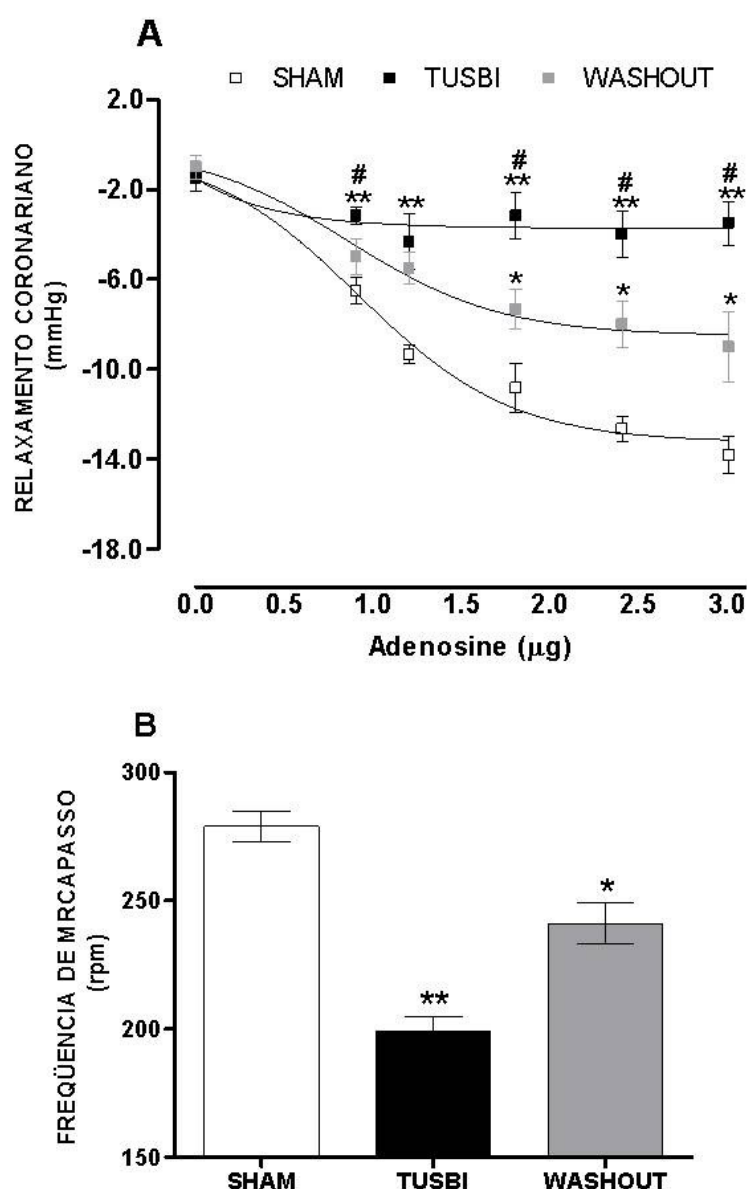 A
SHAM TUSBI WASHOUT
RELAXAMENTO CORONARIANO
(mmHg)
2.0
-2.0
-6.0
-10.0
-14.0
-18.0
# # # #
** ** ** ** **
* * *
0.0 0.5 1.0 1.5 2.0 2.5 3.0
Adenosine (µg)
B
FREQÜENCIA DE MRCAPASSO
(rpm)
300
250
200
150
**
*
SHAM TUSBI WASHOUT